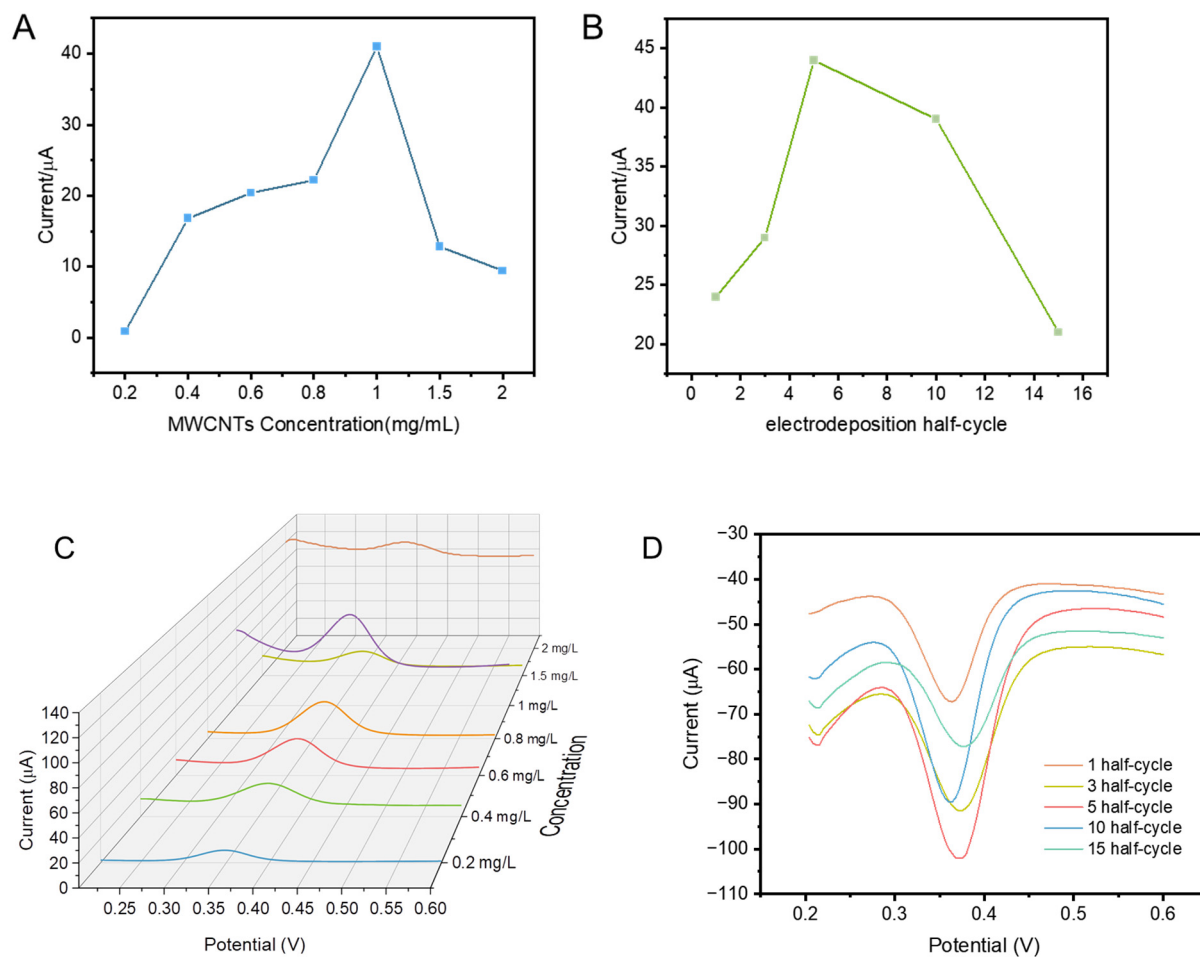 A
Current/μA
40
30
20
10
0
0.2 0.4 0.6 0.8 1 1.5 2
MWCNTs Concentration(mg/mL)
B
Current/μA
45
40
35
30
25
20
0 2 4 6 8 10 12 14 16
electrodeposition half-cycle
C
Current (μA)
140
120
100
80
60
40
20
0
0.25 0.30 0.35 0.40 0.45 0.50 0.55 0.60
Potential (V)
2 mg/L
1.5 mg/L
1 mg/L
0.8 mg/L
0.6 mg/L
0.4 mg/L
0.2 mg/L
Concentration
D
Current (μA)
−30
−40
−50
−60
−70
−80
−90
−100
−110
1 half-cycle
3 half-cycle
5 half-cycle
10 half-cycle
15 half-cycle
0.2 0.3 0.4 0.5 0.6
Potential (V)